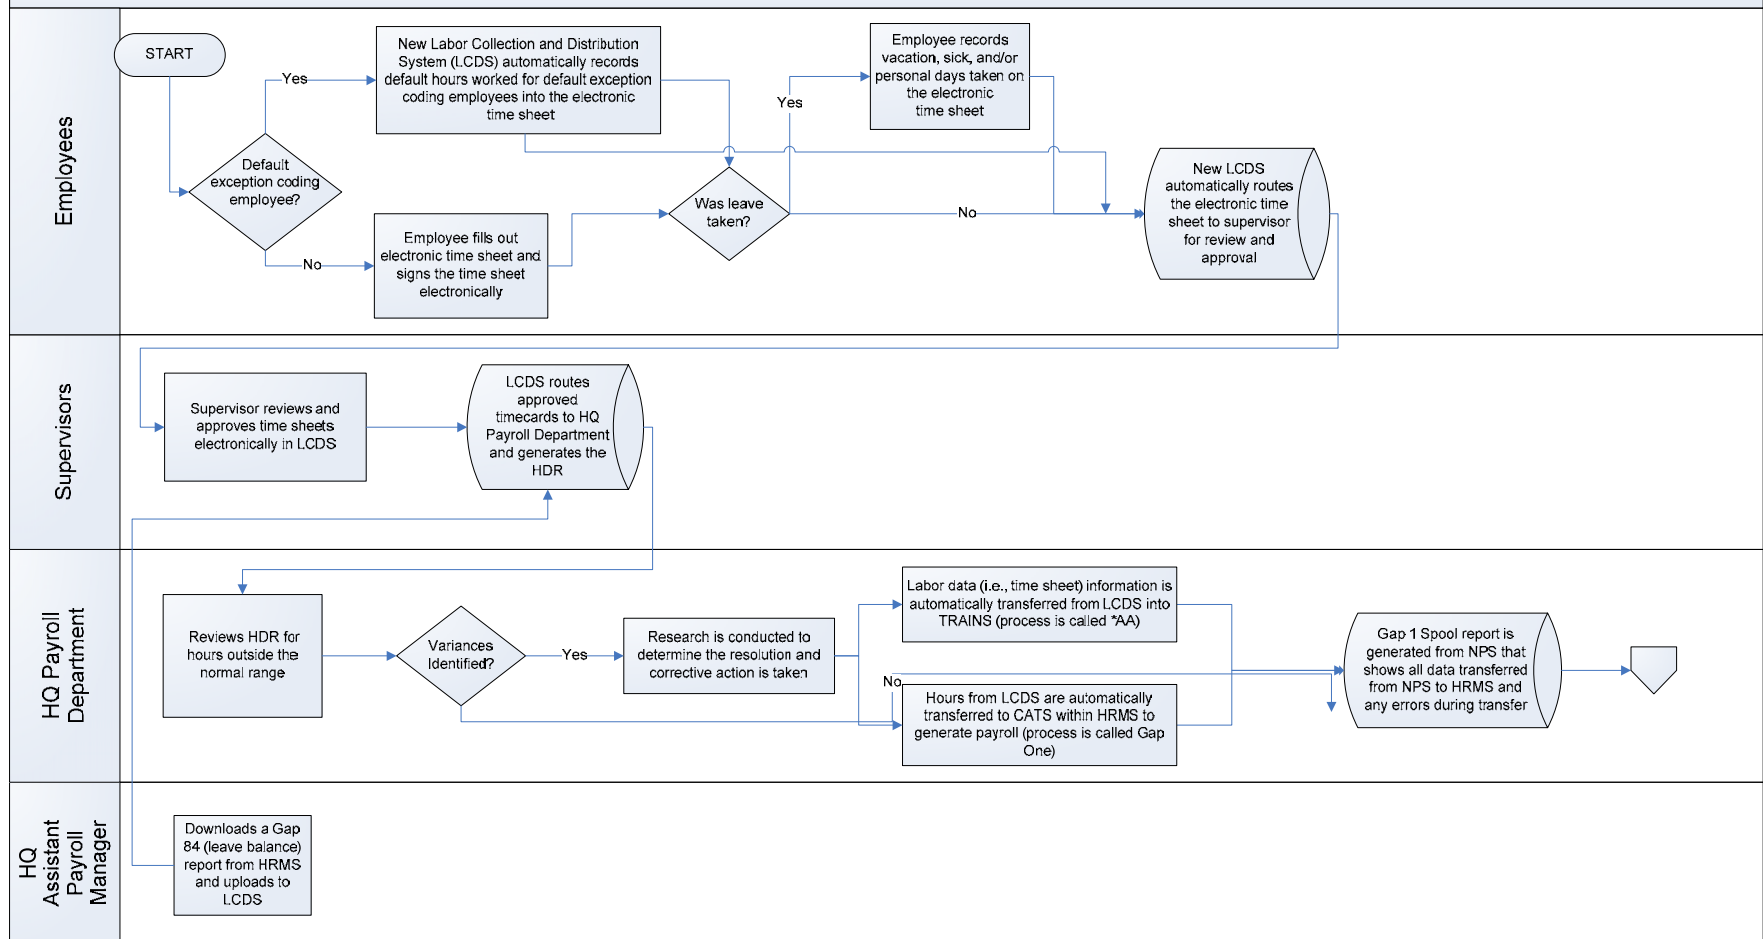 Employees
START
Yes
New Labor Collection and Distribution
System (LCDS) automatically records
default hours worked for default exception
coding employees into the electronic
time sheet
Default
exception coding
employee?
No
Employee fills out
electronic time sheet and
signs the time sheet
electronically
Was leave
taken?
Yes
Employee records
vacation, sick, and/or
personal days taken on
the electronic
time sheet
No
New LCDS
automatically routes
the electronic time
sheet to supervisor
for review and
approval
Supervisors
Supervisor reviews and
approves time sheets
electronically in LCDS
LCDS routes
approved
timecards to HQ
Payroll Department
and generates the
HDR
HQ Payroll
Department
Reviews HDR for
hours outside the
normal range
Variances
Identified?
Yes
Research is conducted to
determine the resolution and
corrective action is taken
Labor data (i.e., time sheet) information is
automatically transferred from LCDS into
TRAINS (process is called *AA)
No
Hours from LCDS are automatically
transferred to CATS within HRMS to
generate payroll (process is called Gap
One)
Gap 1 Spool report is
generated from NPS that
shows all data transferred
from NPS to HRMS and
any errors during transfer
HQ
Assistant
Payroll
Manager
Downloads a Gap
84 (leave balance)
report from HRMS
and uploads to
LCDS